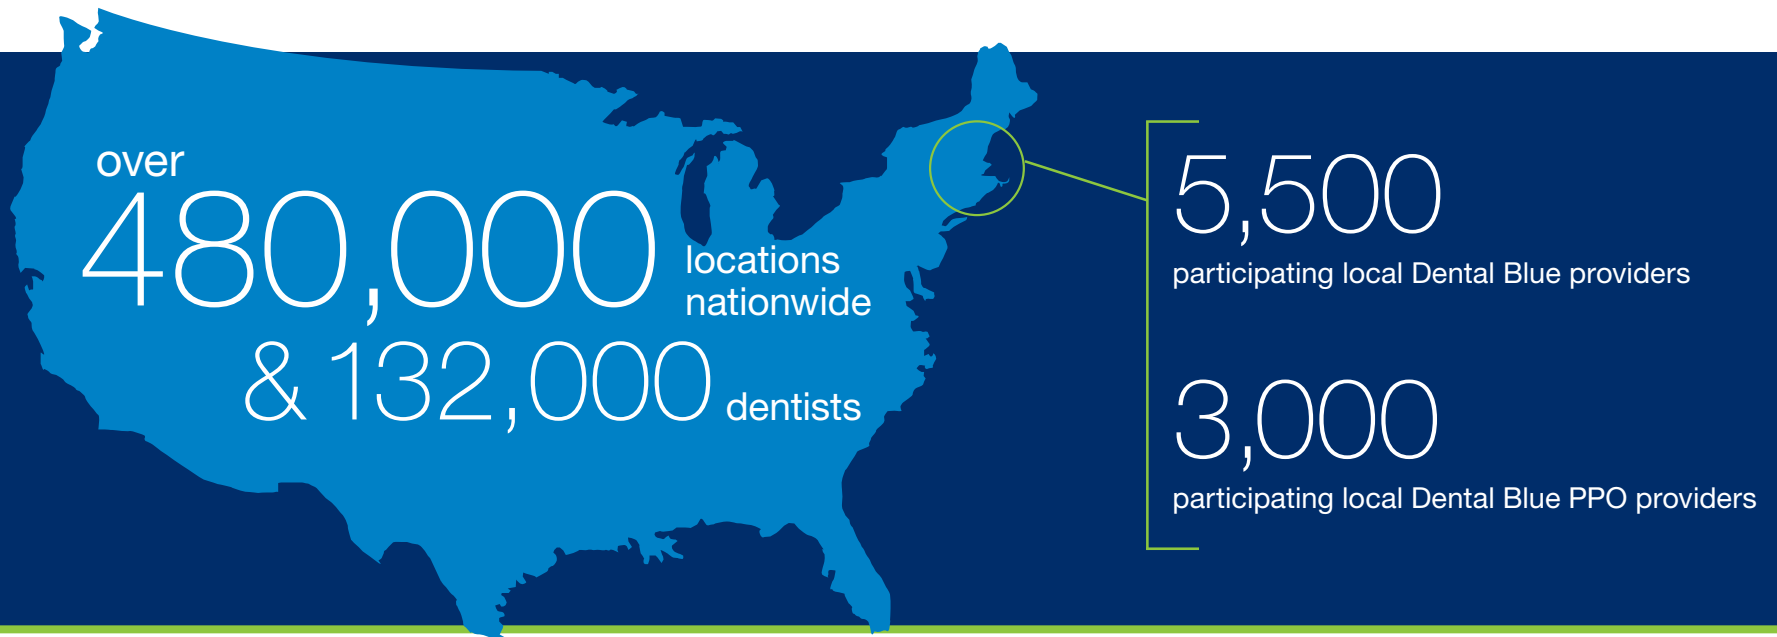 over
480,000 locations
nationwide
& 132,000 dentists
5,500
participating local Dental Blue providers
3,000
participating local Dental Blue PPO providers